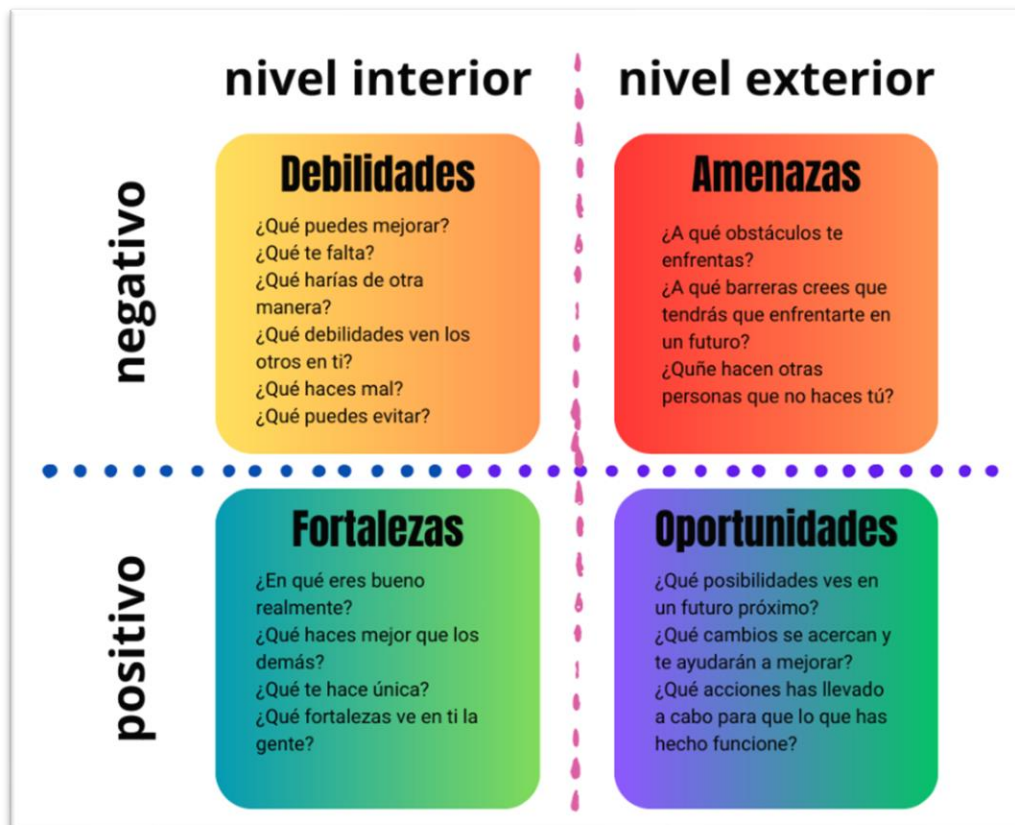 nivel interior
nivel exterior
negativo
Debilidades
¿Qué puedes mejorar?
¿Qué te falta?
¿Qué harías de otra
manera?
¿Qué debilidades ven los
otros en ti?
¿Qué haces mal?
¿Qué puedes evitar?
Amenazas
¿A qué obstáculos te
enfrentas?
¿A qué barreras crees que
tendrás que enfrentarte en
un futuro?
¿Quñe hacen otras
personas que no haces tú?
positivo
Fortalezas
¿En qué eres bueno
realmente?
¿Qué haces mejor que los
demás?
¿Qué te hace única?
¿Qué fortalezas ve en ti la
gente?
Oportunidades
¿Qué posibilidades ves en
un futuro próximo?
¿Qué cambios se acercan y
te ayudarán a mejorar?
¿Qué acciones has llevado
a cabo para que lo que has
hecho funcione?